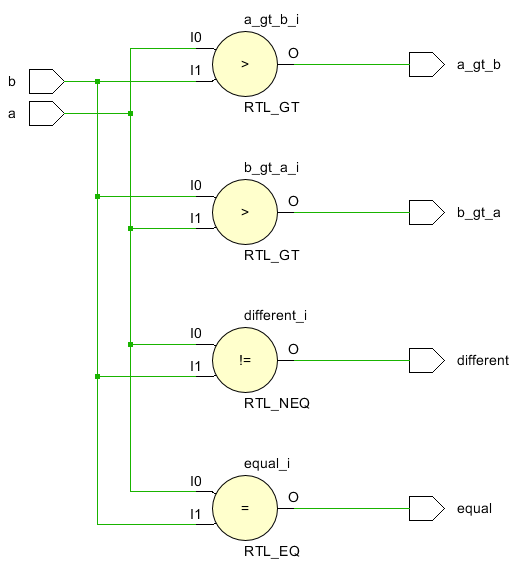 a_gt_b_i
I0
I1
>
O
RTL_GT
b
a
a_gt_b
b_gt_a_i
I0
I1
>
O
RTL_GT
b_gt_a
different_i
I0
I1
!=
O
RTL_NEQ
different
equal_i
I0
I1
=
O
RTL_EQ
equal